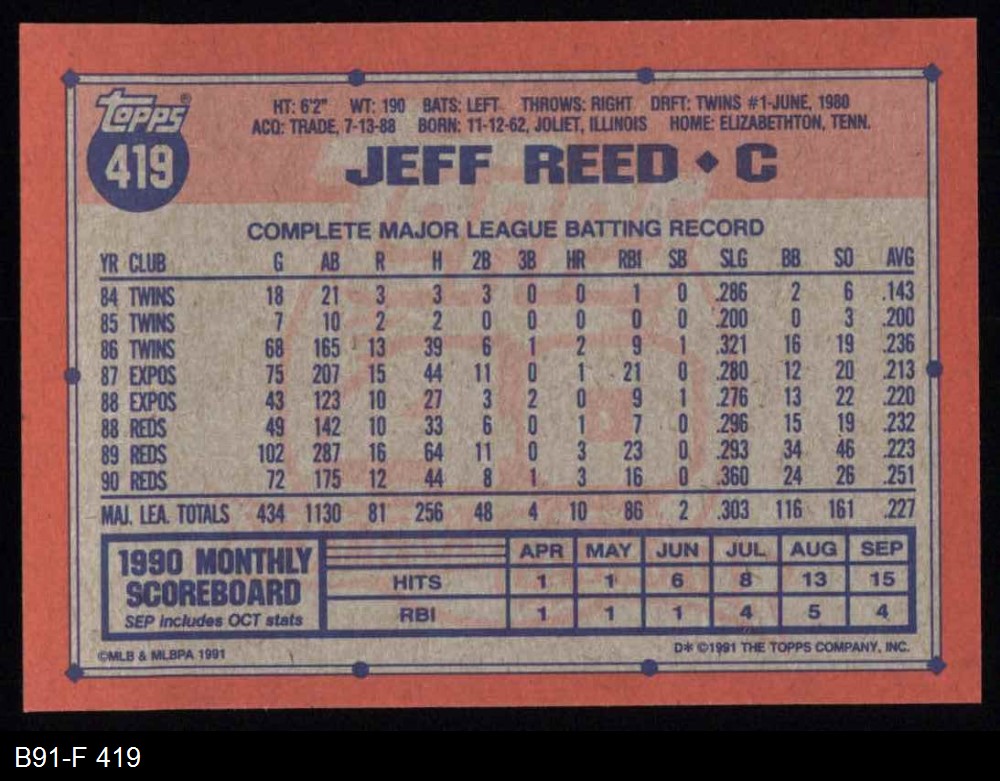 Topps®
419
HT: 6'2" WT: 190 BATS: LEFT THROWS: RIGHT DRFT: TWINS #1-JUNE, 1980
ACQ: TRADE, 7-13-88 BORN: 11-12-62, JOLIET, ILLINOIS HOME: ELIZABETHTON, TENN.
JEFF REED ◆ C
COMPLETE MAJOR LEAGUE BATTING RECORD
YR CLUB G AB R H 2B 3B HR RBI SB SLG BB SO AVG
84 TWINS 18 21 3 3 3 0 0 1 0 .286 2 6 .143
85 TWINS 7 10 2 2 0 0 0 0 0 .200 0 3 .200
86 TWINS 68 165 13 39 6 1 2 9 1 .321 16 19 .236
87 EXPOS 75 207 15 44 11 0 1 21 0 .280 12 20 .213
88 EXPOS 43 123 10 27 3 2 0 9 1 .276 13 22 .220
88 REDS 49 142 10 33 6 0 1 7 0 .296 15 19 .232
89 REDS 102 287 16 64 11 0 3 23 0 .293 34 46 .223
90 REDS 72 175 12 44 8 1 3 16 0 .360 24 26 .251
MAJ. LEA. TOTALS 434 1130 81 256 48 4 10 86 2 .303 116 161 .227
1990 MONTHLY
SCOREBOARD
SEP includes OCT stats
APR MAY JUN JUL AUG SEP
HITS 1 1 6 8 13 15
RBI 1 1 1 4 5 4
©MLB & MLBPA 1991
D* ©1991 THE TOPPS COMPANY, INC.
B91-F 419